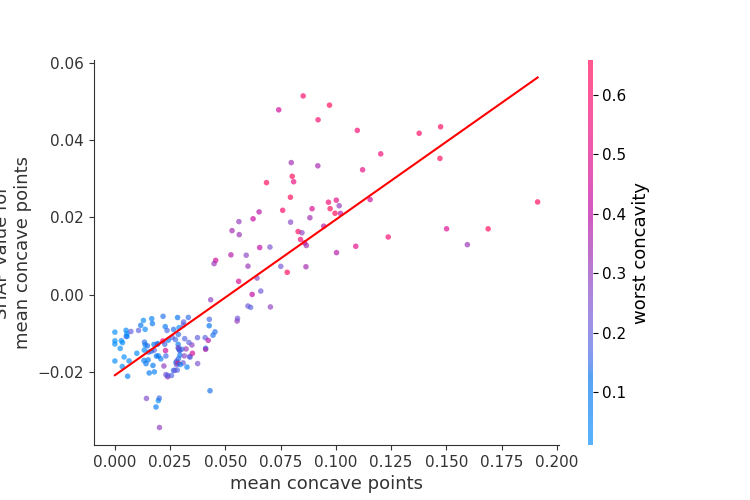 SHAP value for
mean concave points
0.06
0.04
0.02
0.00
−0.02
0.000 0.025 0.050 0.075 0.100 0.125 0.150 0.175 0.200
mean concave points
0.6
0.5
0.4
0.3
0.2
0.1
worst concavity